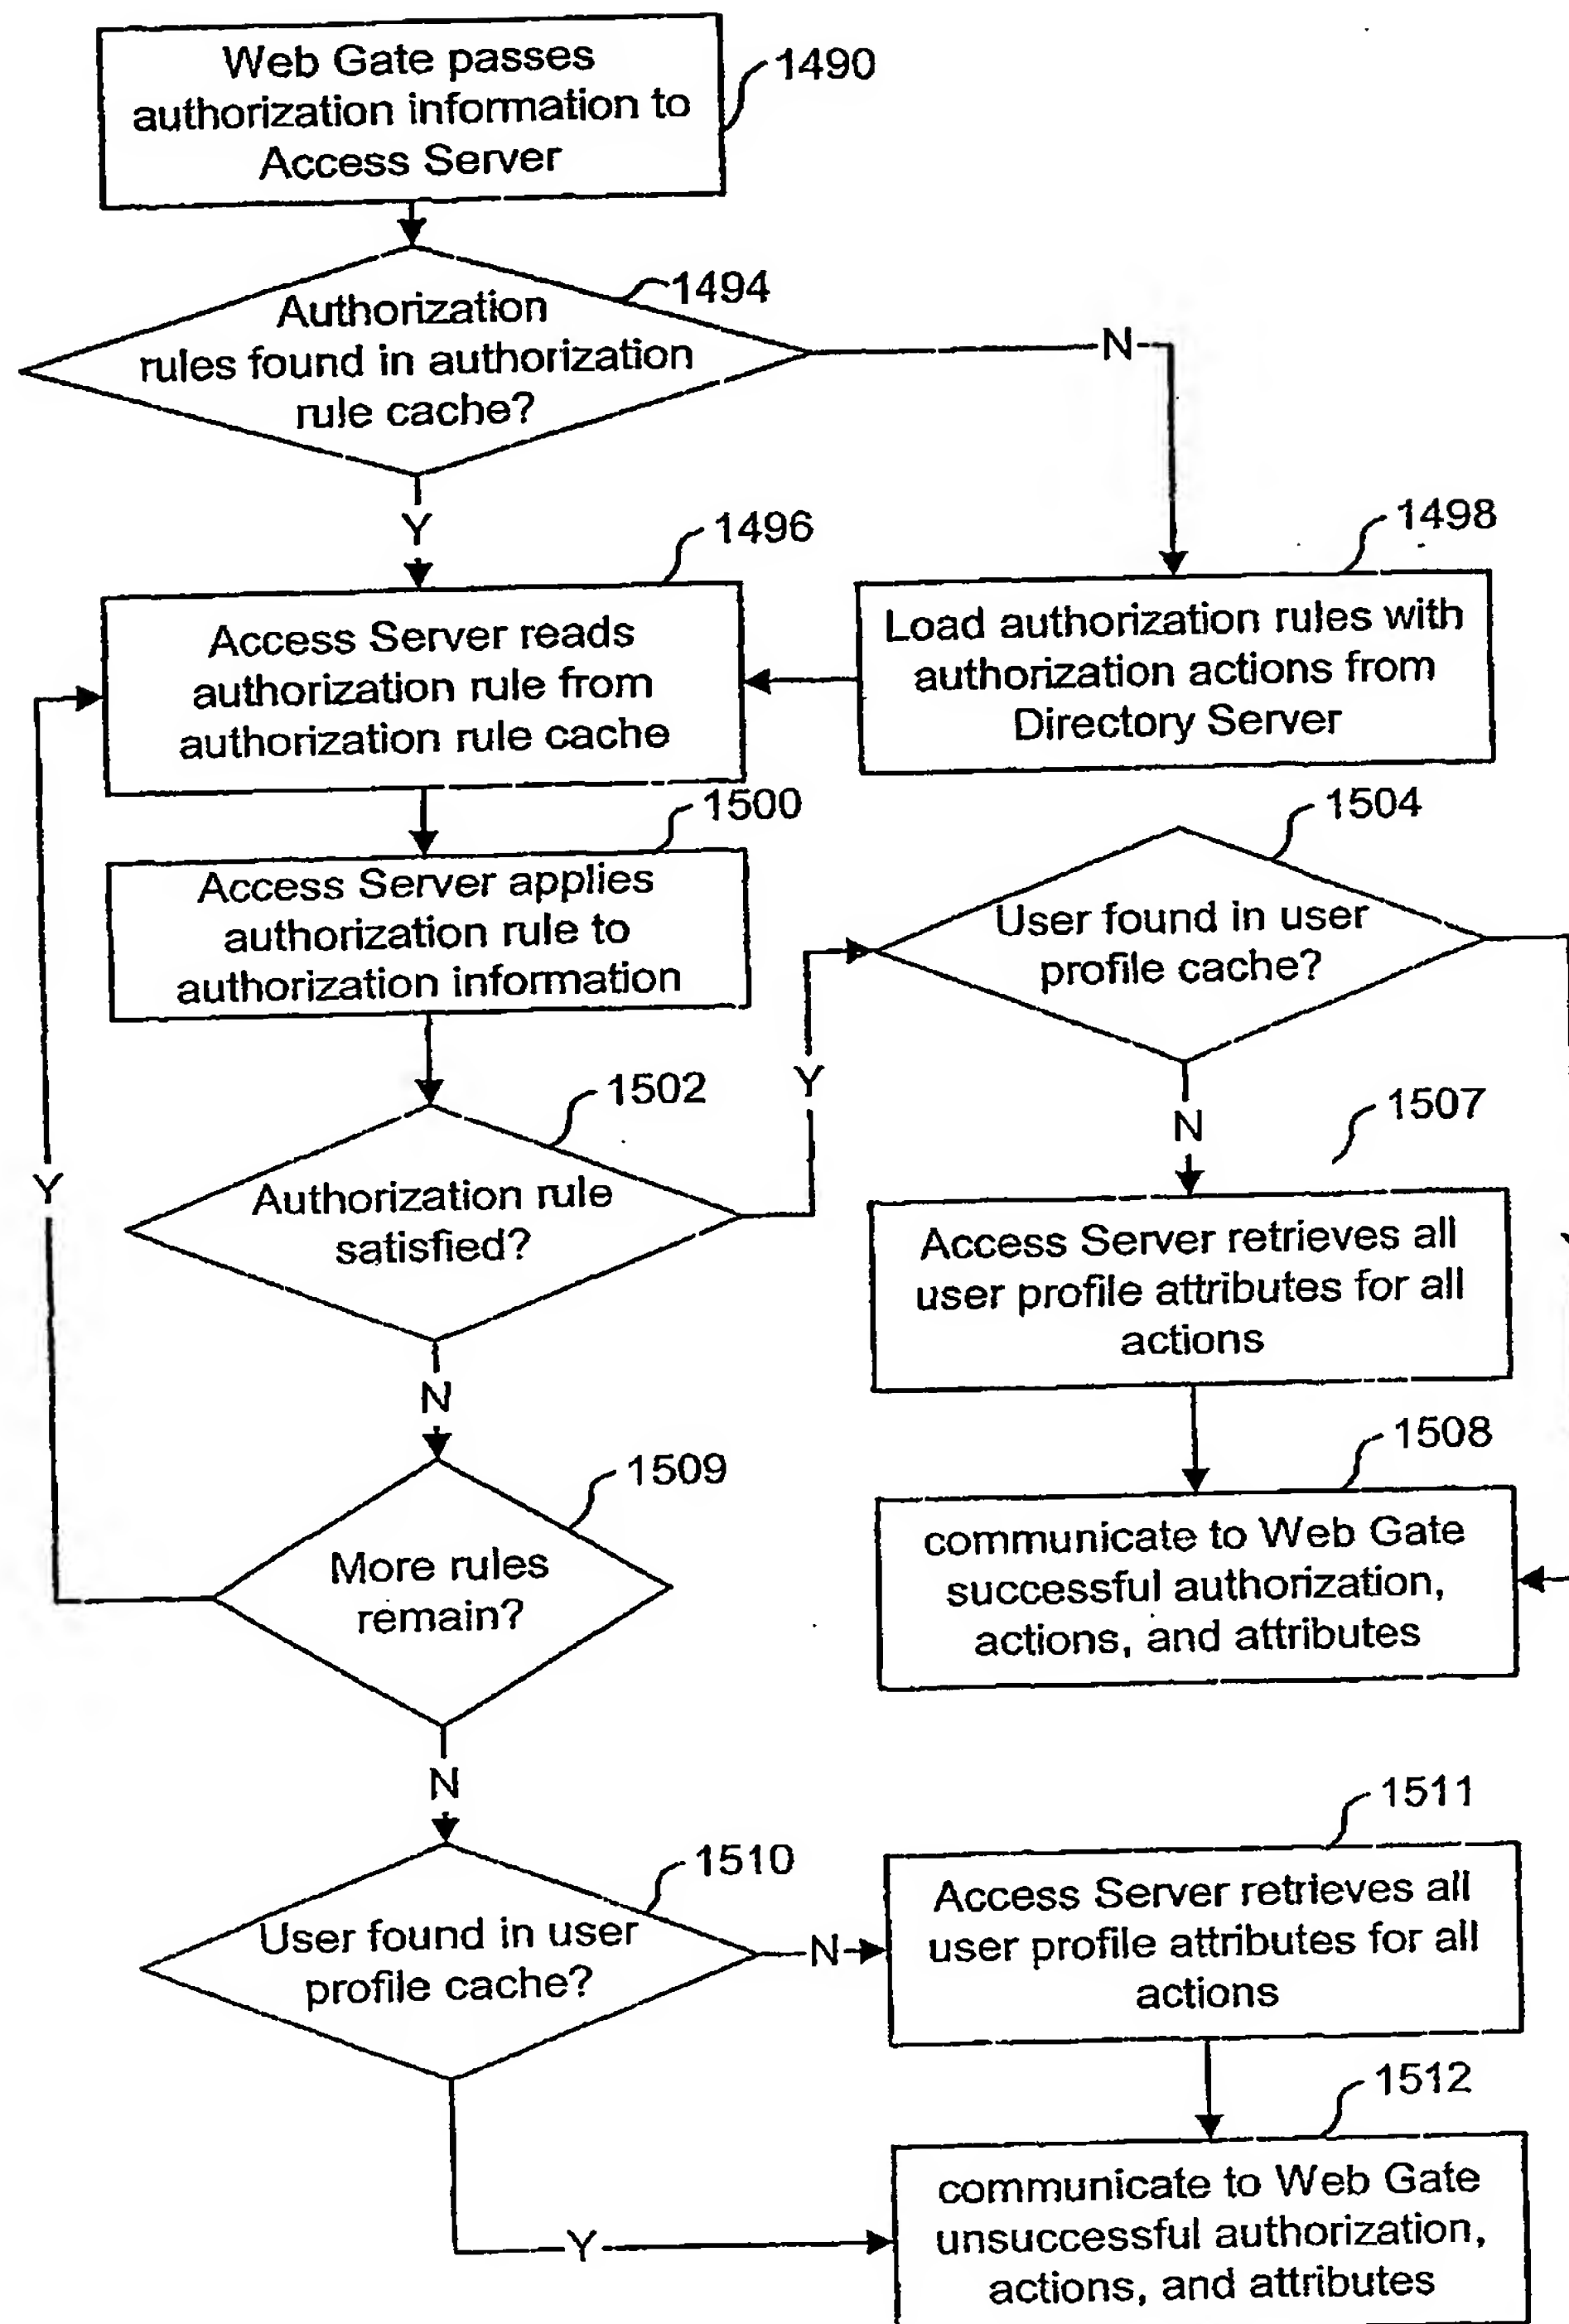 Web Gate passes
authorization information to
Access Server
1490
Authorization
rules found in authorization
rule cache?
1494
N
Y
1496
Access Server reads
authorization rule from
authorization rule cache
1498
Load authorization rules with
authorization actions from
Directory Server
1500
Access Server applies
authorization rule to
authorization information
1504
User found in user
profile cache?
Y
N
1502
Authorization rule
satisfied?
Y
1507
Access Server retrieves all
user profile attributes for all
actions
N
1508
communicate to Web Gate
successful authorization,
actions, and attributes
1509
More rules
remain?
N
1510
User found in user
profile cache?
N
1511
Access Server retrieves all
user profile attributes for all
actions
1512
communicate to Web Gate
unsuccessful authorization,
actions, and attributes
Y